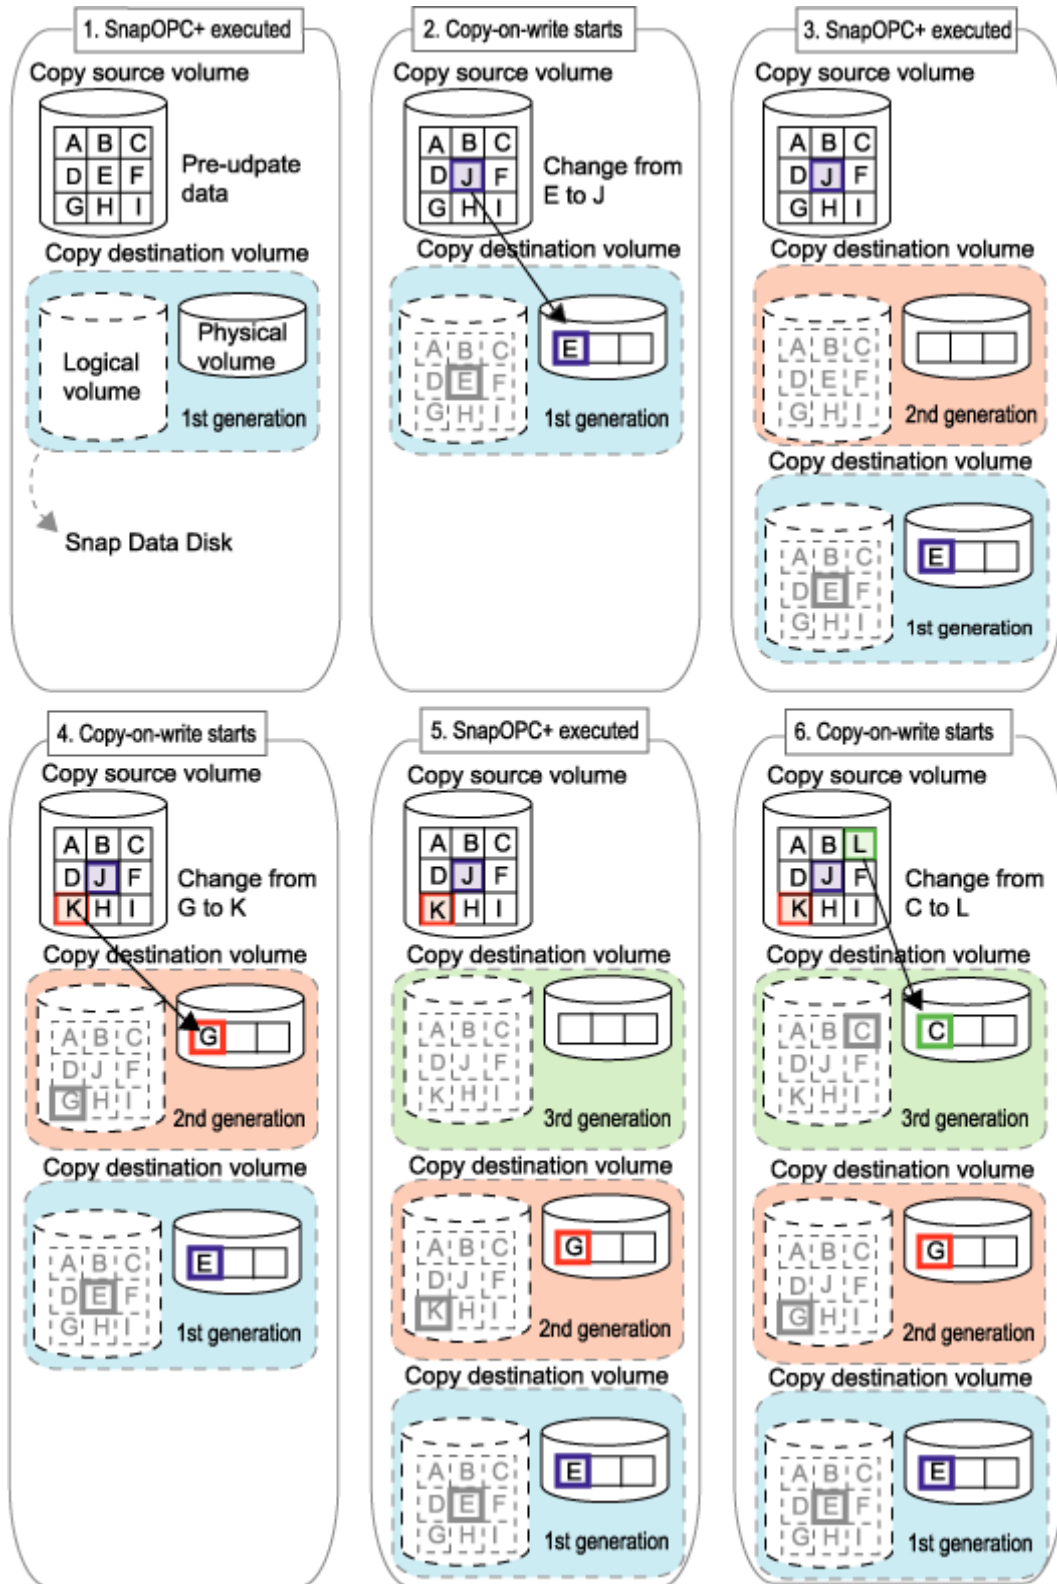 1. SnapOPC+ executed
Copy source volume
A B C
D E F
G H I
Pre-udpate
data
Copy destination volume
Logical
volume
Physical
volume
1st generation
Snap Data Disk
2. Copy-on-write starts
Copy source volume
A B C
D J F
G H I
Change from
E to J
Copy destination volume
A B C
D E F
G H I
E
1st generation
3. SnapOPC+ executed
Copy source volume
A B C
D J F
G H I
Copy destination volume
A B C
D E F
G H I
2nd generation
Copy destination volume
A B C
D E F
G H I
E
1st generation
4. Copy-on-write starts
Copy source volume
A B C
D J F
K H I
Change from
G to K
Copy destination volume
A B C
D J F
G H I
G
2nd generation
Copy destination volume
A B C
D E F
G H I
E
1st generation
5. SnapOPC+ executed
Copy source volume
A B C
D J F
K H I
Copy destination volume
A B C
D J F
K H I
3rd generation
Copy destination volume
A B C
D J F
K H I
G
2nd generation
Copy destination volume
A B C
D E F
G H I
E
1st generation
6. Copy-on-write starts
Copy source volume
A B L
D J F
K H I
Change from
C to L
Copy destination volume
A B C
D J F
K H I
C
3rd generation
Copy destination volume
A B C
D J F
G H I
G
2nd generation
Copy destination volume
A B C
D E F
G H I
E
1st generation